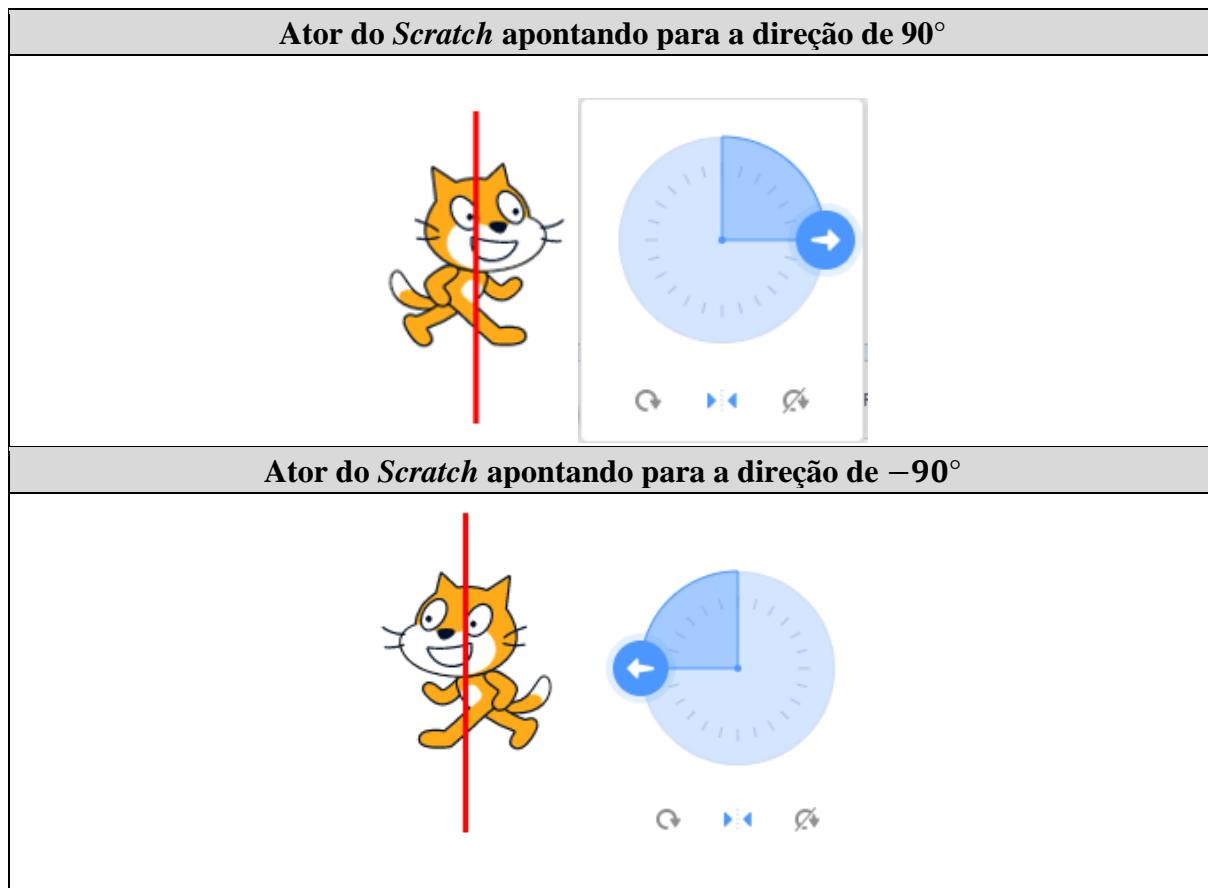 Ator do Scratch apontando para a direção de 90°
Ator do Scratch apontando para a direção de −90°